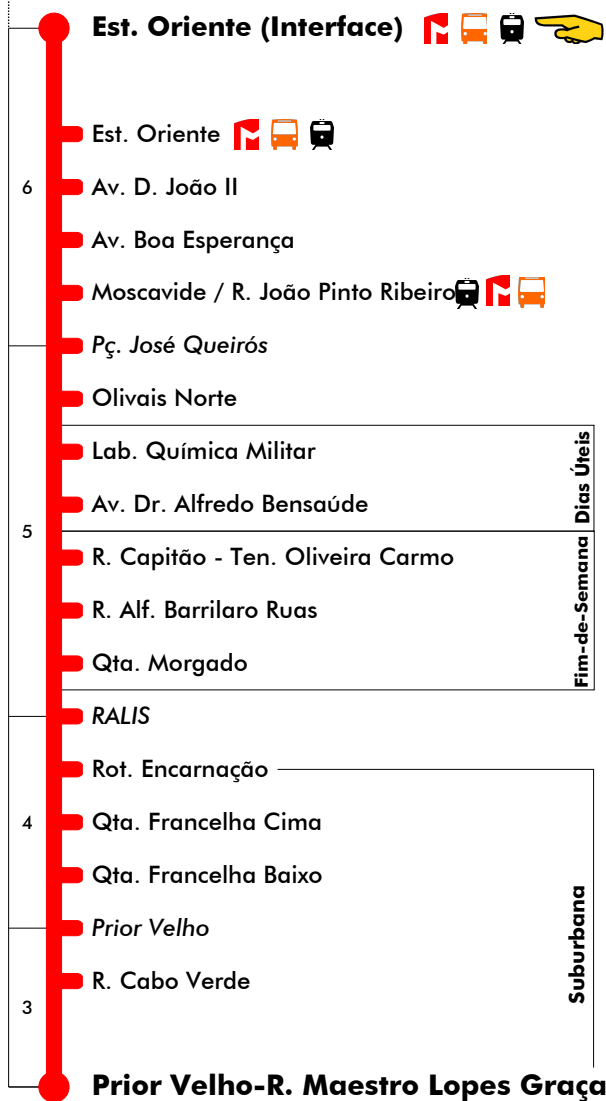 Est. Oriente (Interface)
Est. Oriente
6
Av. D. João II
Av. Boa Esperança
Moscavide / R. João Pinto Ribeiro
Pç. José Queirós
Olivais Norte
Lab. Química Militar
Dias Úteis
Av. Dr. Alfredo Bensaúde
5
R. Capitão - Ten. Oliveira Carmo
R. Alf. Barrilaro Ruas
Fim-de-Semana
Qta. Morgado
RALIS
Rot. Encarnação
4
Qta. Francelha Cima
Qta. Francelha Baixo
Prior Velho
Suburbana
R. Cabo Verde
3
Prior Velho-R. Maestro Lopes Graça